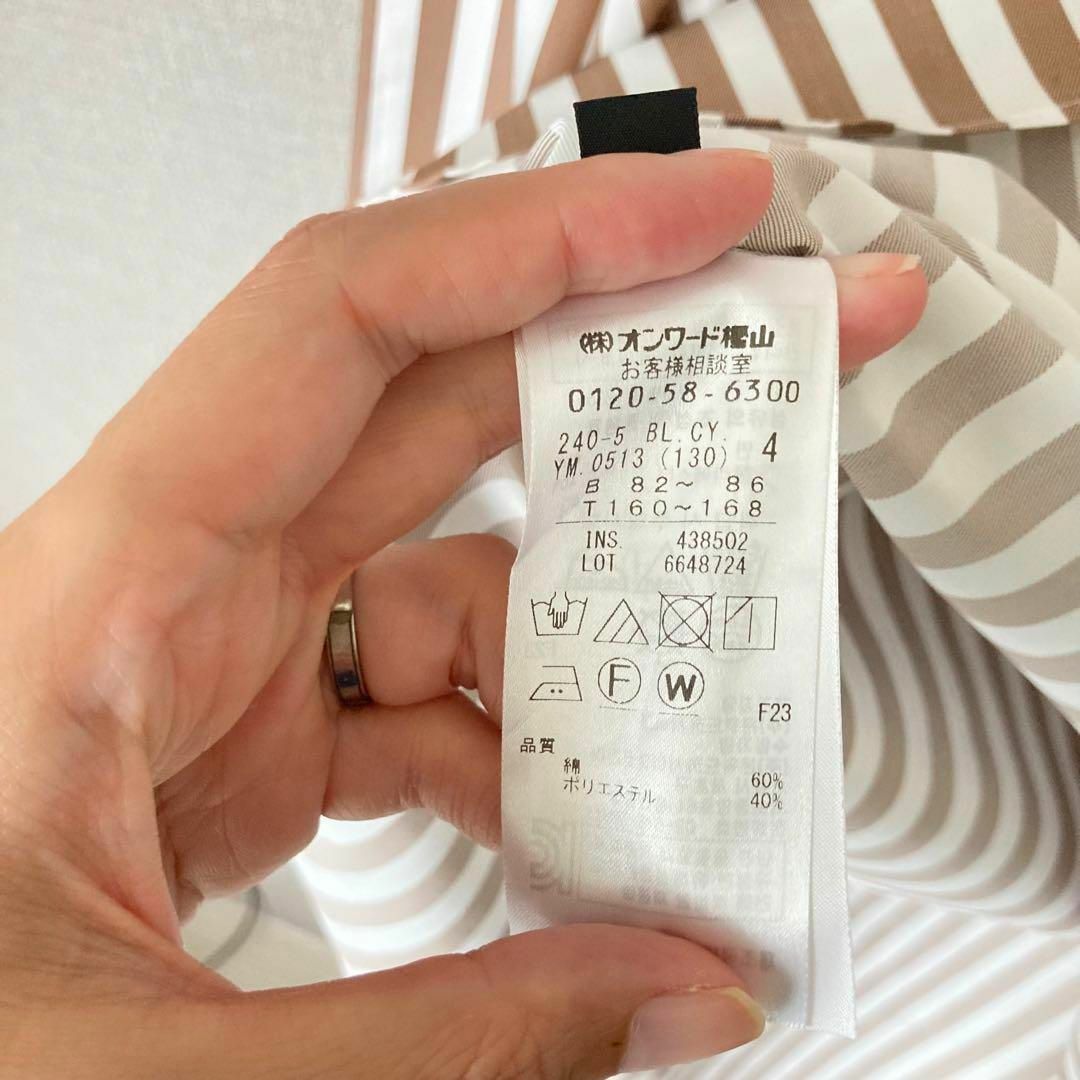 (株)オンワード樫山
お客様相談室
0120-58-6300
240-5 BL.CY.
YM.0513 (130) 4
B 82～ 86
T 160～168
INS. 438502
LOT 6648724
F
W
F23
品質
綿 60%
ポリエステル 40%